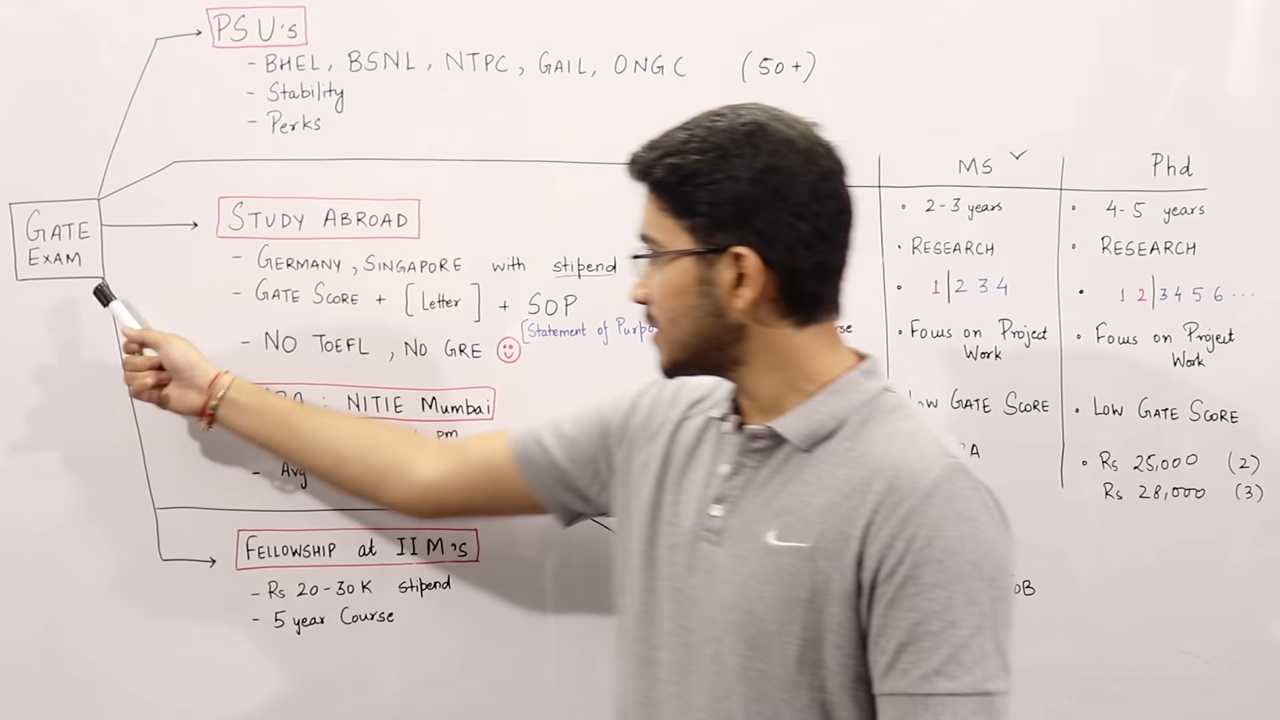 PSU's
- BHEL, BSNL, NTPC, GAIL, ONGC (50+)
- Stability
- Perks
GATE
EXAM
STUDY ABROAD
- GERMANY, SINGAPORE with stipend
- GATE SCORE + [Letter] + SOP
[Statement of Purpo
- NO TOEFL, NO GRE
: NITIE Mumbai
pm
- Avg
FELLOWSHIP at IIM's
- Rs 20-30K stipend
- 5 year Course
MS ✓
• 2-3 years
• RESEARCH
• 1|2 3 4
• Focus on Project
Work
LOW GATE SCORE
Phd
• 4-5 years
• RESEARCH
• 1 2|3 4 5 6 ....
• Focus on Project
Work
• LOW GATE SCORE
• Rs 25,000 (2)
Rs 28,000 (3)